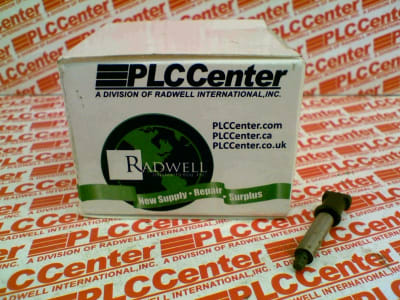 PLCCenter
A DIVISION OF RADWELL INTERNATIONAL, INC.
PLCCenter.com
PLCCenter.ca
PLCCenter.co.uk
RADWELL
New Supply • Repair • Surplus
PLCCenter
A DIVISION OF RADWELL INTERNATIONAL, INC.